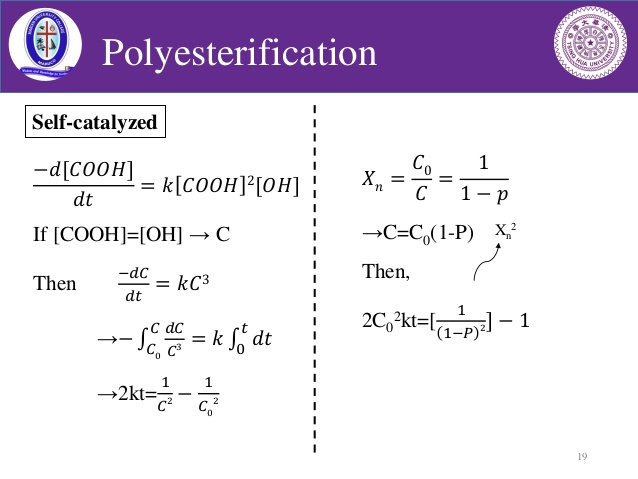 Polyesterification
Self-catalyzed
−d[COOH]/dt = k[COOH]²[OH]
If [COOH]=[OH] → C
Then −dC/dt = kC³
→− ∫_{C₀}^{C} dC/C³ = k ∫_0^t dt
→2kt= 1/C² − 1/C₀²
Xₙ = C₀/C = 1/(1 − p)
→C=C₀(1-P) Xₙ²
Then,
2C₀²kt=[1/(1−P)²] − 1
19